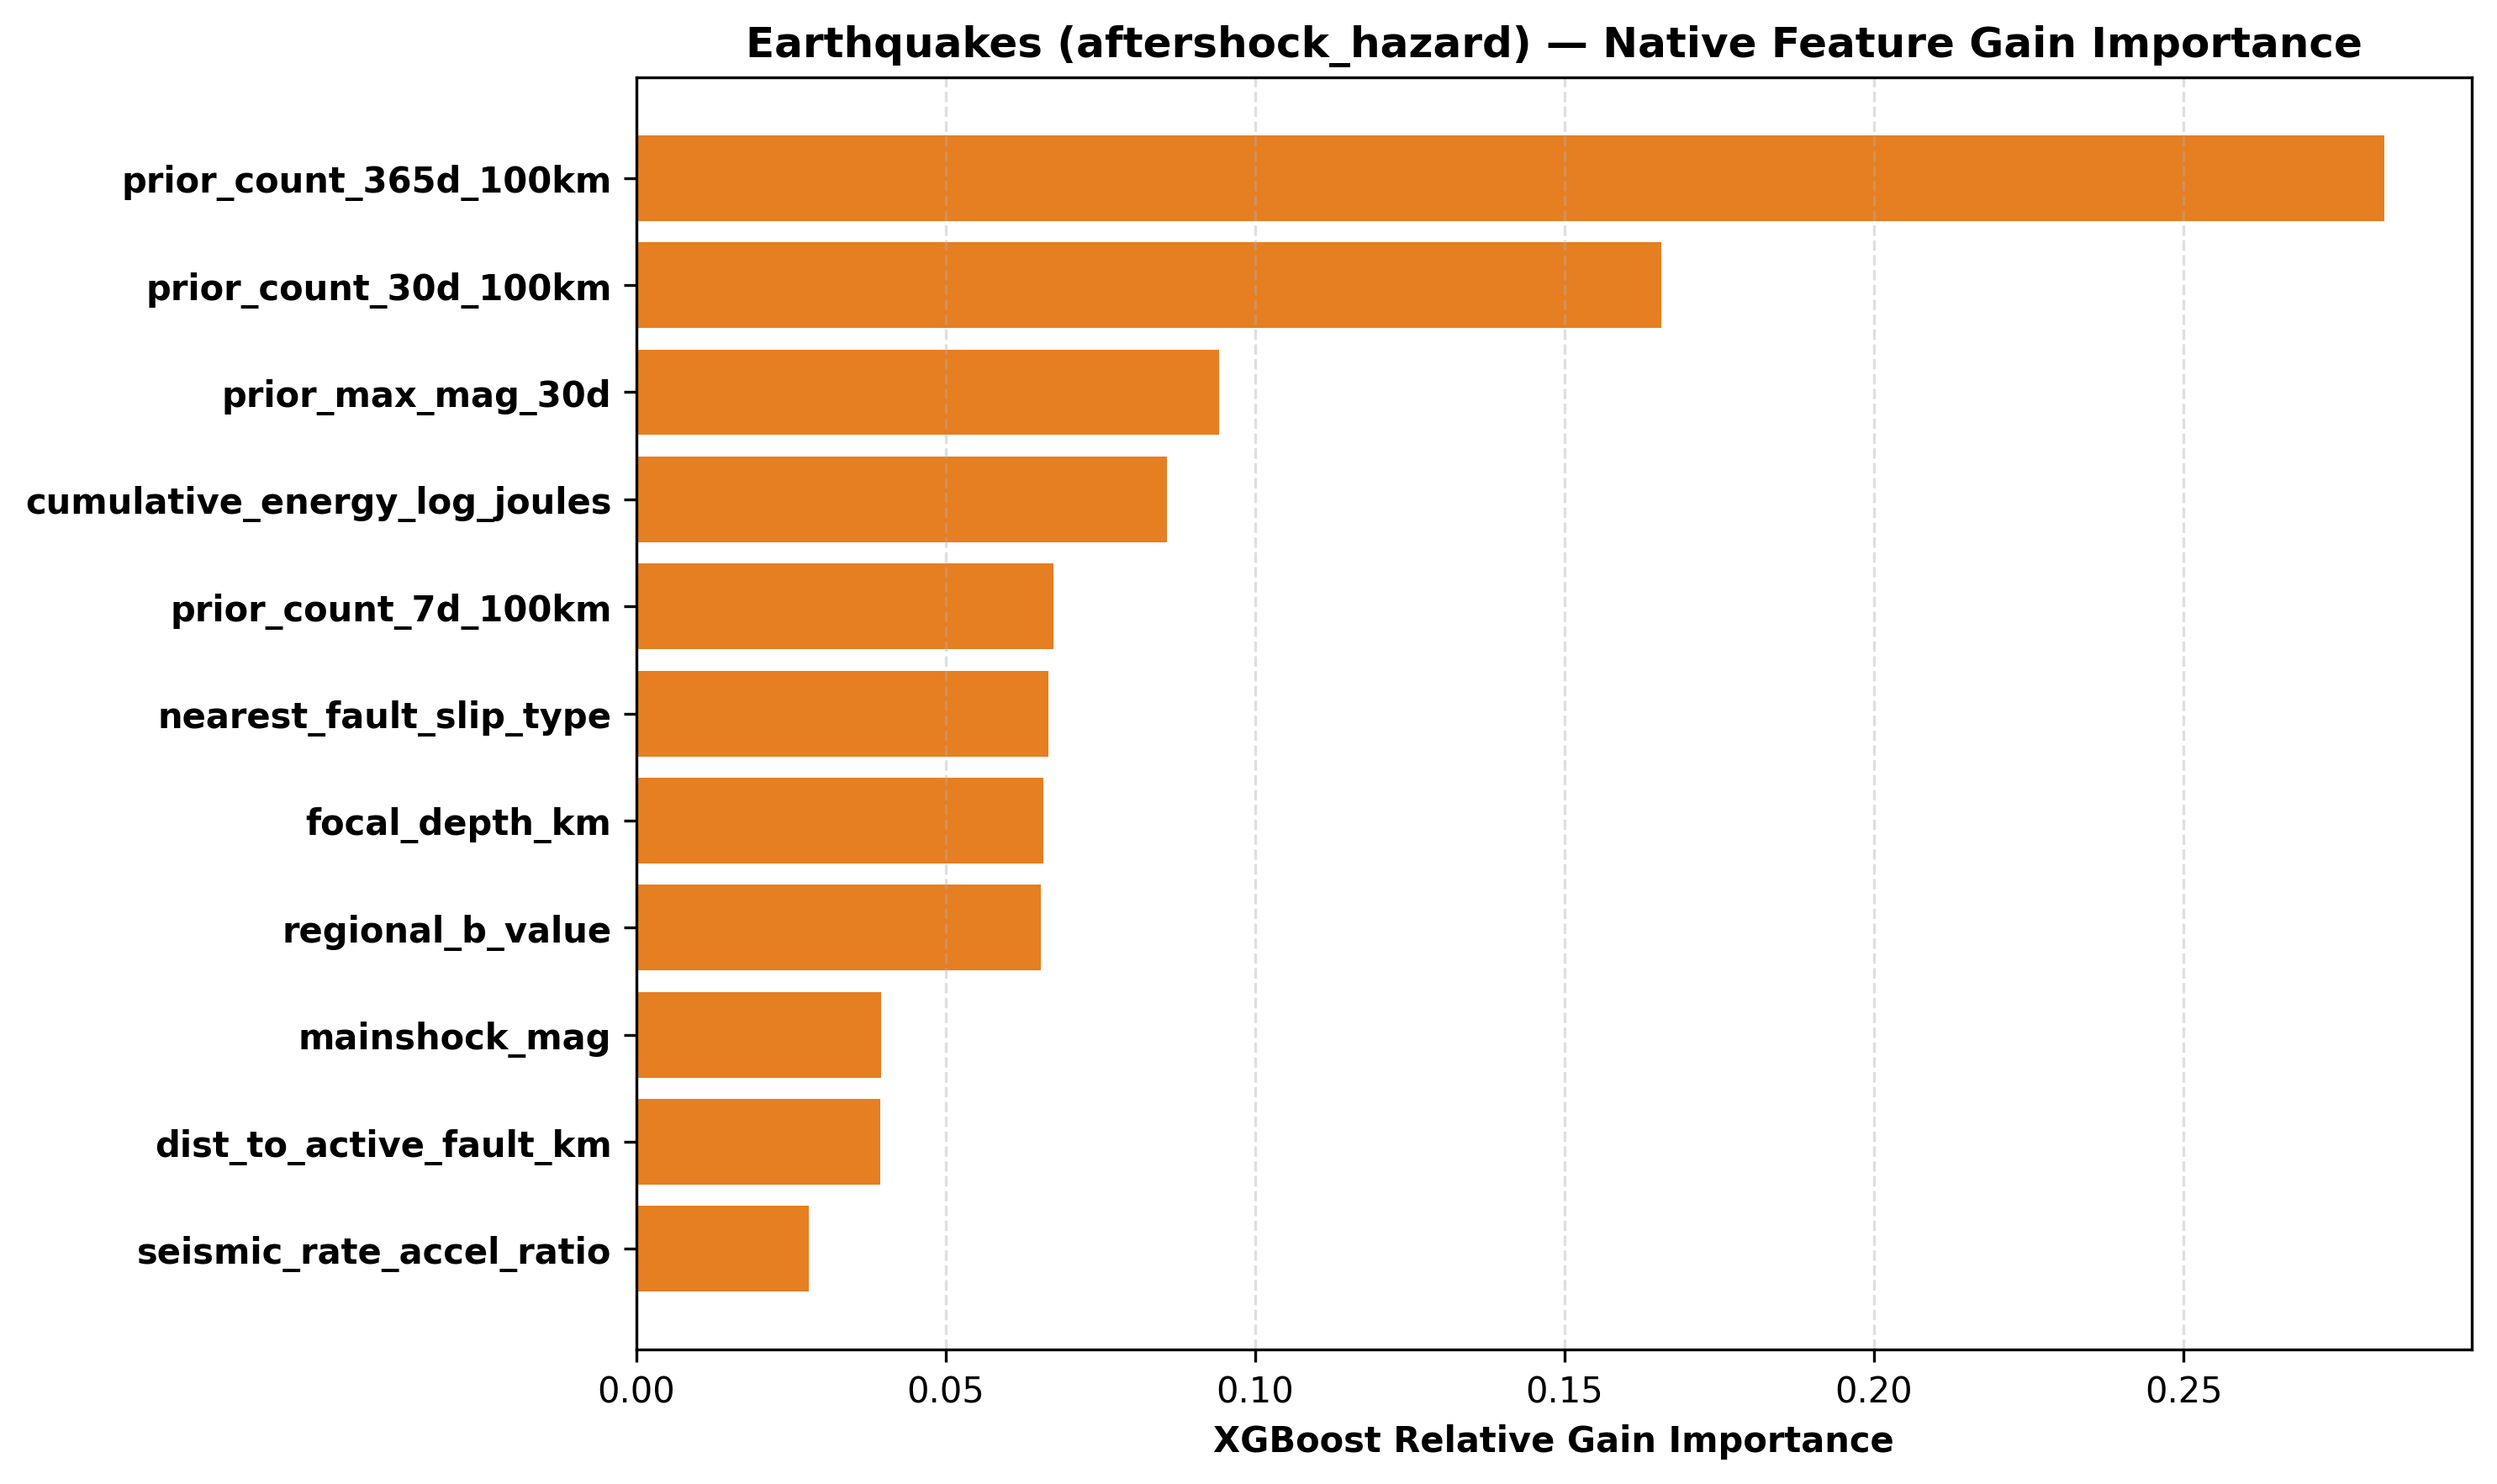 Earthquakes (aftershock_hazard) — Native Feature Gain Importance
prior_count_365d_100km
prior_count_30d_100km
prior_max_mag_30d
cumulative_energy_log_joules
prior_count_7d_100km
nearest_fault_slip_type
focal_depth_km
regional_b_value
mainshock_mag
dist_to_active_fault_km
seismic_rate_accel_ratio
0.00 0.05 0.10 0.15 0.20 0.25
XGBoost Relative Gain Importance